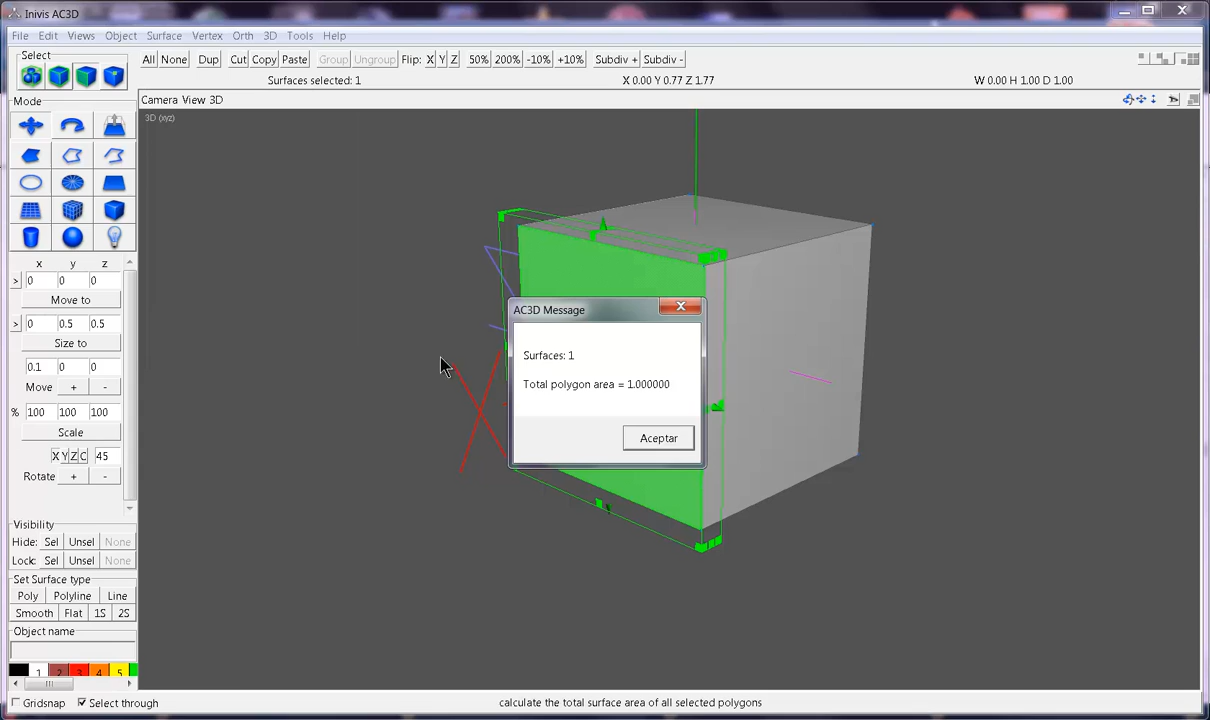 Inivis AC3D
File Edit Views Object Surface Vertex Orth 3D Tools Help
Select
All None Dup Cut Copy Paste Group Ungroup Flip: X Y Z 50% 200% -10% +10% Subdiv + Subdiv -
Surfaces selected: 1 X 0.00 Y 0.77 Z 1.77 W 0.00 H 1.00 D 1.00
Mode
Camera View 3D
3D (xyz)
x y z
> 0 0 0
Move to
> 0 0.5 0.5
Size to
0.1 0 0
Move + -
% 100 100 100
Scale
X Y Z C 45
Rotate + -
AC3D Message
Surfaces: 1
Total polygon area = 1.000000
Aceptar
Visibility
Hide: Sel Unsel None
Lock: Sel Unsel None
Set Surface type
Poly Polyline Line
Smooth Flat 1S 2S
Object name
1 2 3 4 5
Gridsnap Select through
calculate the total surface area of all selected polygons